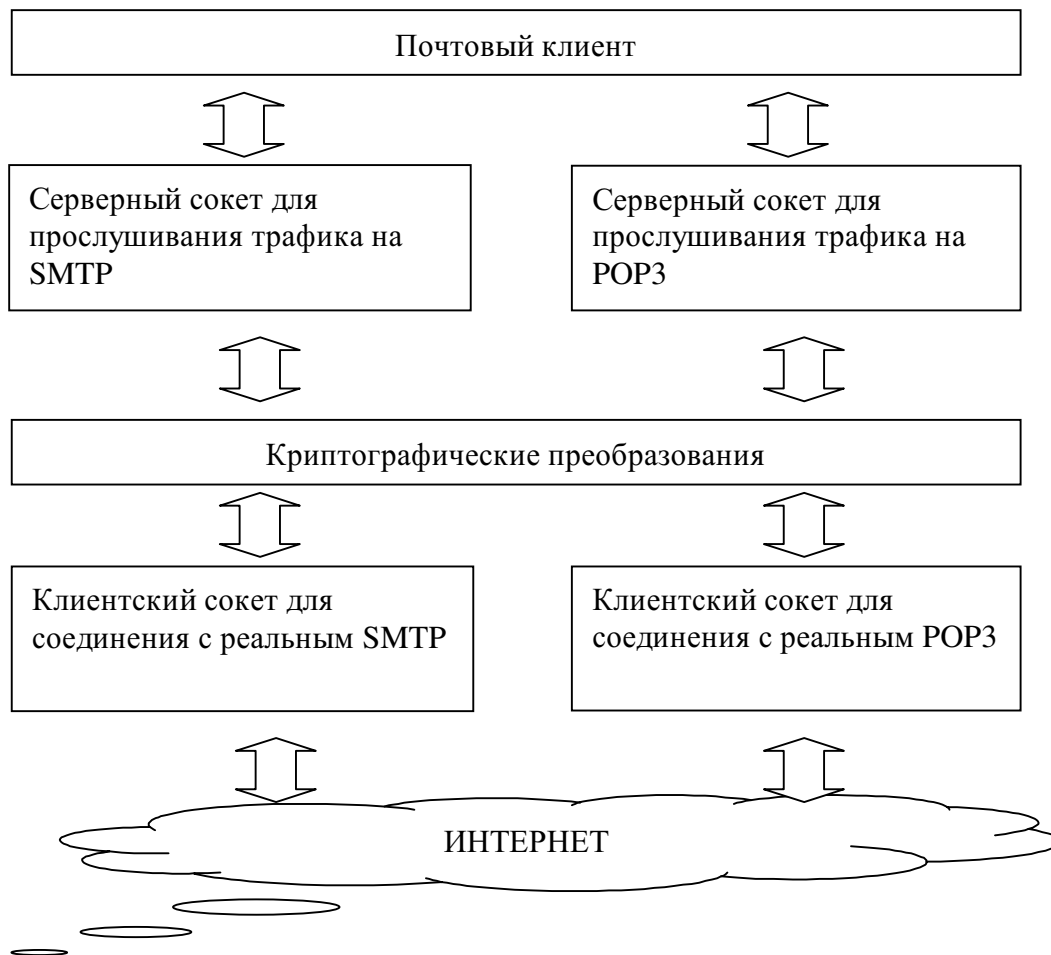 Почтовый клиент
Серверный сокет для
прослушивания трафика на
SMTP
Серверный сокет для
прослушивания трафика на
POP3
Криптографические преобразования
Клиентский сокет для
соединения с реальным SMTP
Клиентский сокет для
соединения с реальным POP3
ИНТЕРНЕТ